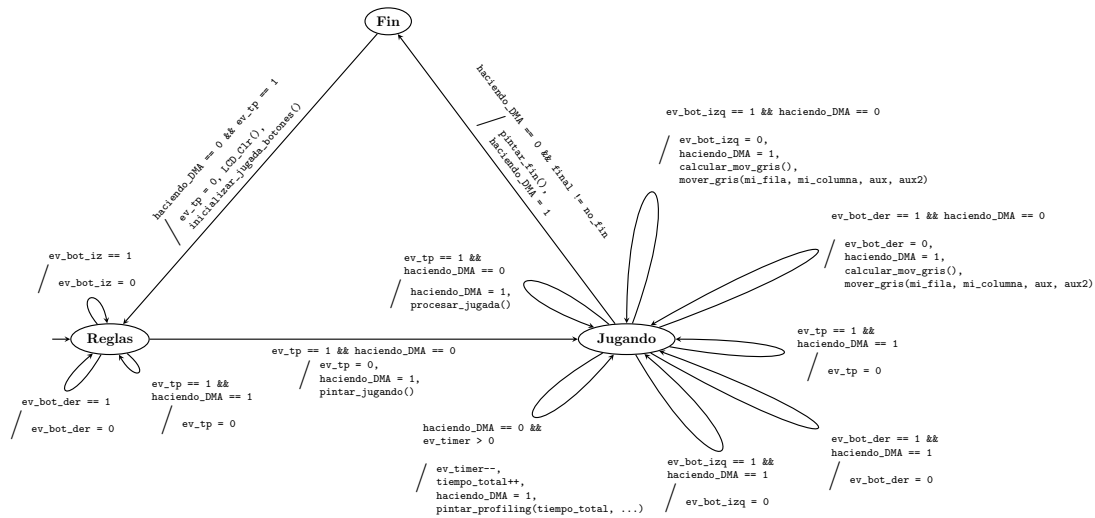 Fin
haciendo_DMA == 0 && ev_tp == 1
ev_tp = 0, LCD_Clr(),
inicializar_jugada_botones()
haciendo_DMA == 0 && final != no_fin
pintar_fin(),
haciendo_DMA = 1
ev_bot_izq == 1 && haciendo_DMA == 0
ev_bot_izq = 0,
haciendo_DMA = 1,
calcular_mov_gris(),
mover_gris(mi_fila, mi_columna, aux, aux2)
ev_bot_der == 1 && haciendo_DMA == 0
ev_bot_der = 0,
haciendo_DMA = 1,
calcular_mov_gris(),
mover_gris(mi_fila, mi_columna, aux, aux2)
ev_bot_iz == 1
ev_bot_iz = 0
ev_tp == 1 &&
haciendo_DMA == 0
haciendo_DMA = 1,
procesar_jugada()
Reglas
Jugando
ev_tp == 1 && haciendo_DMA == 0
ev_tp = 0,
haciendo_DMA = 1,
pintar_jugando()
ev_tp == 1 &&
haciendo_DMA == 1
ev_tp = 0
ev_bot_der == 1
ev_bot_der = 0
ev_tp == 1 &&
haciendo_DMA == 1
ev_tp = 0
haciendo_DMA == 0 &&
ev_timer > 0
ev_timer--,
tiempo_total++,
haciendo_DMA = 1,
pintar_profiling(tiempo_total, ...)
ev_bot_izq == 1 &&
haciendo_DMA == 1
ev_bot_izq = 0
ev_bot_der == 1 &&
haciendo_DMA == 1
ev_bot_der = 0